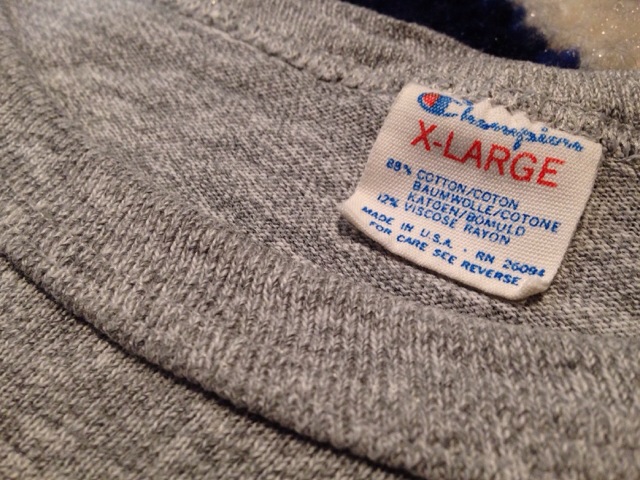 Champion
X-LARGE
88% COTTON/COTON
BAUMWOLLE/COTONE
KATOEN/BOMULD
12% VISCOSE RAYON
MADE IN U.S.A. . RN 26094
FOR CARE SEE REVERSE